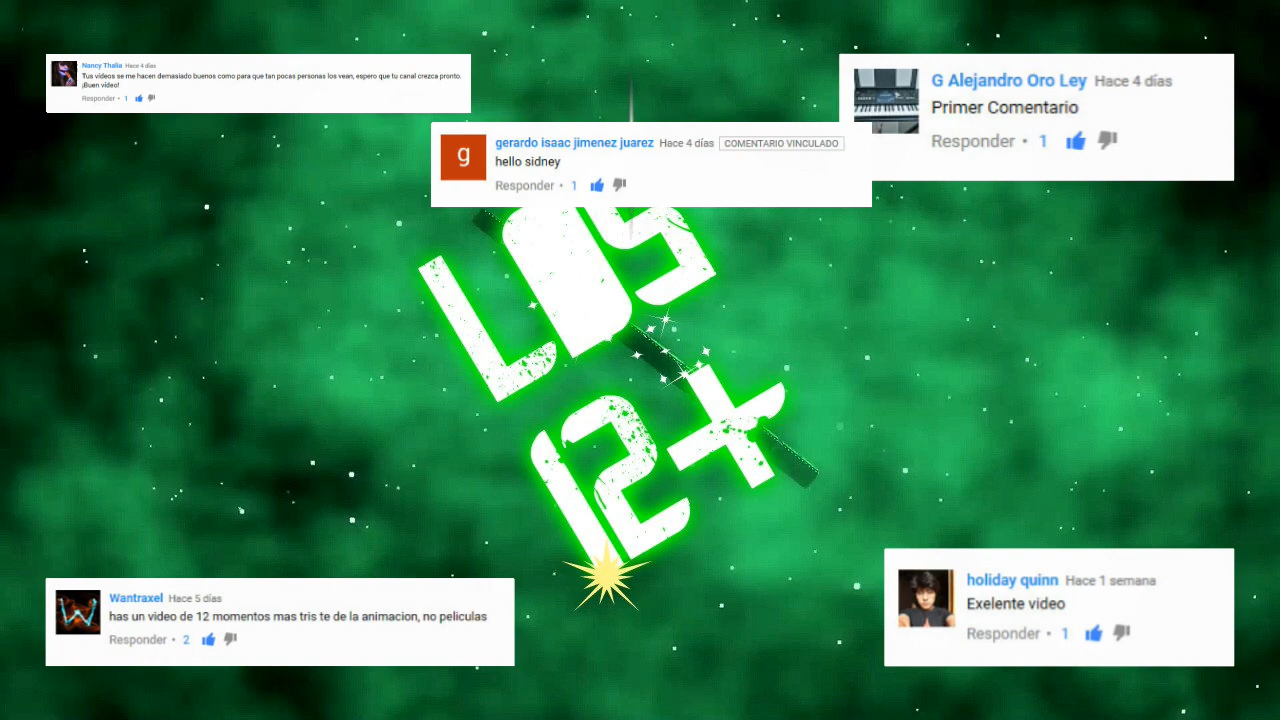 Nancy Thalia Hace 4 días
Tus vídeos se me hacen demasiado buenos como para que tan pocas personas los vean, espero que tu canal crezca pronto.
¡Buen vídeo!
Responder • 1
G Alejandro Oro Ley Hace 4 días
Primer Comentario
Responder • 1
g
gerardo isaac jimenez juarez Hace 4 días COMENTARIO VINCULADO
hello sidney
Responder • 1
LOS
12+
Wantraxel Hace 5 días
has un video de 12 momentos mas tris te de la animacion, no peliculas
Responder • 2
holiday quinn Hace 1 semana
Exelente video
Responder • 1